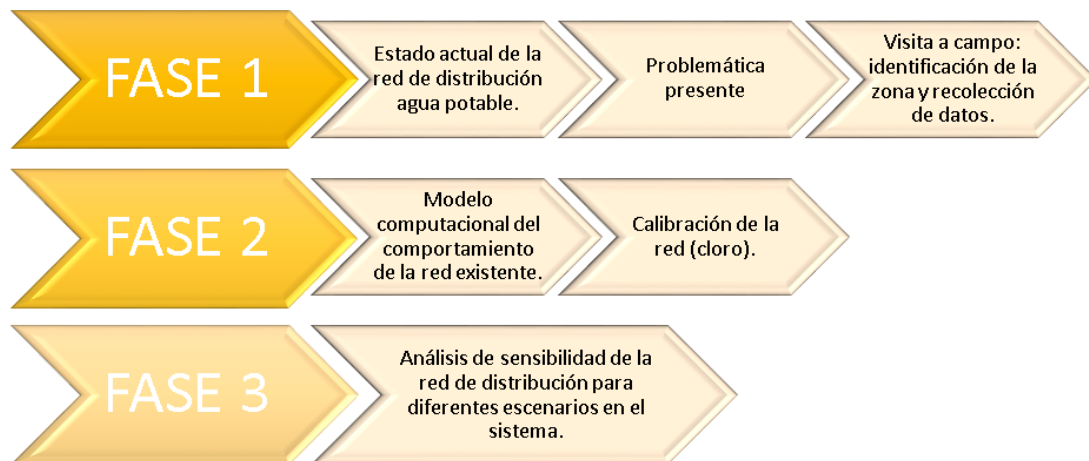 FASE 1
Estado actual de la
red de distribución
agua potable.
Problemática
presente
Visita a campo:
identificación de la
zona y recolección
de datos.
FASE 2
Modelo
computacional del
comportamiento
de la red existente.
Calibración de la
red (cloro).
FASE 3
Análisis de sensibilidad de la
red de distribución para
diferentes escenarios en el
sistema.